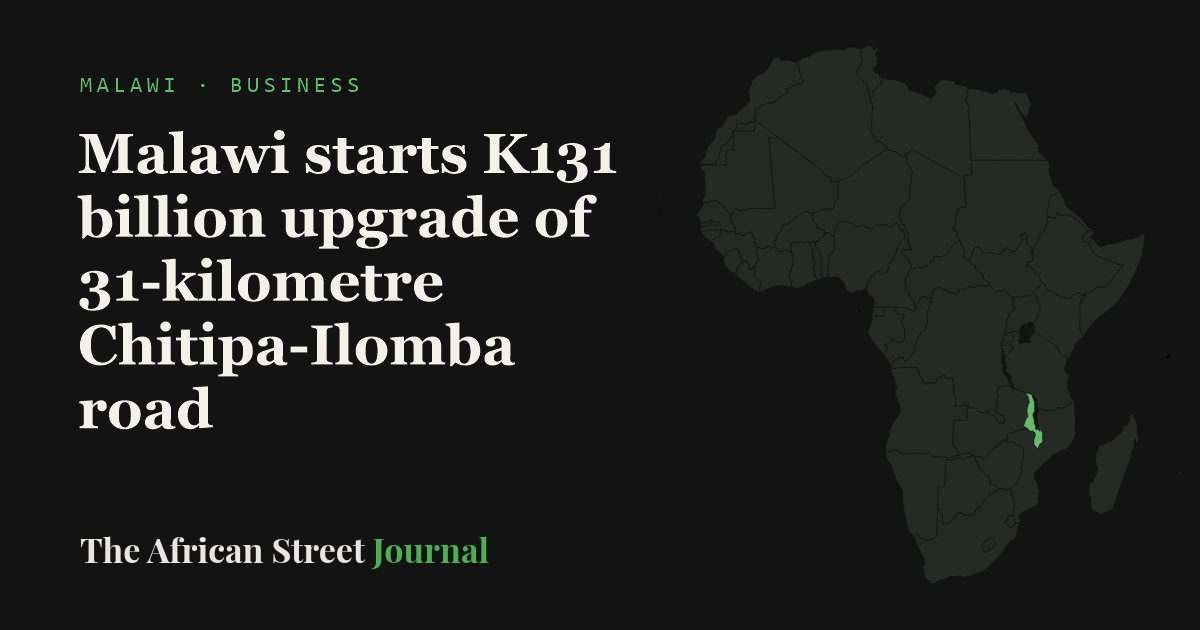 MALAWI · BUSINESS
Malawi starts K131
billion upgrade of
31-kilometre
Chitipa-Ilomba
road
The African Street Journal